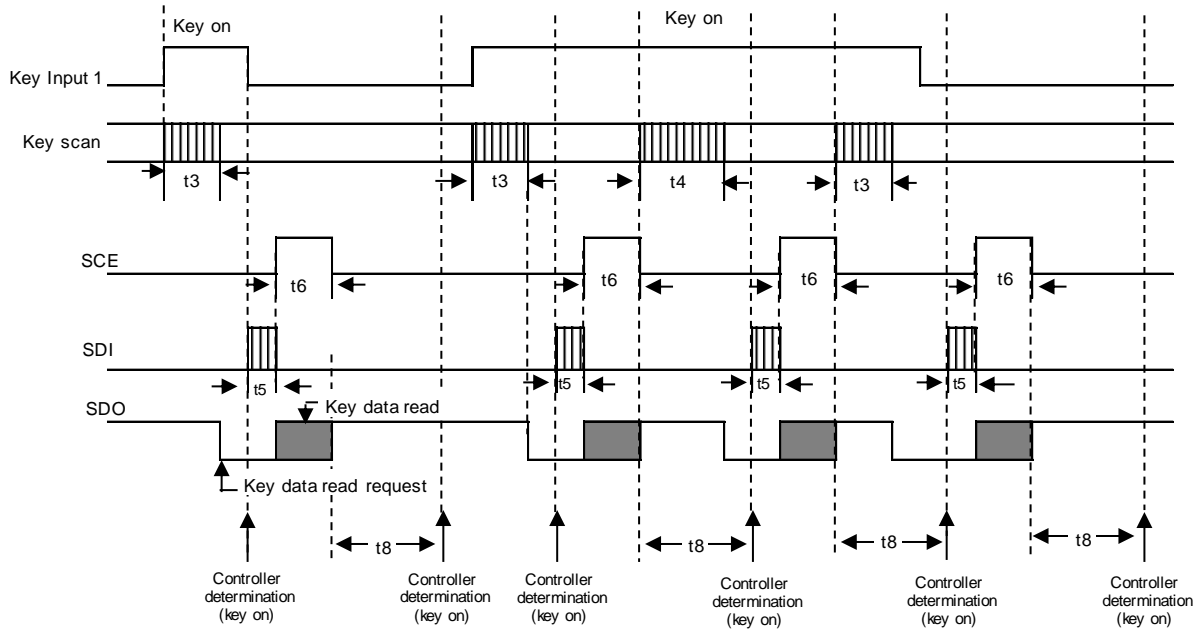 Key on
Key on
Key Input 1
Key scan
t3
t3
t4
t3
SCE
t6
t6
t6
t6
SDI
t5
t5
t5
t5
SDO
Key data read
Key data read request
t8
t8
t8
t8
Controller
determination
(key on)
Controller
determination
(key on)
Controller
determination
(key on)
Controller
determination
(key on)
Controller
determination
(key on)
Controller
determination
(key on)